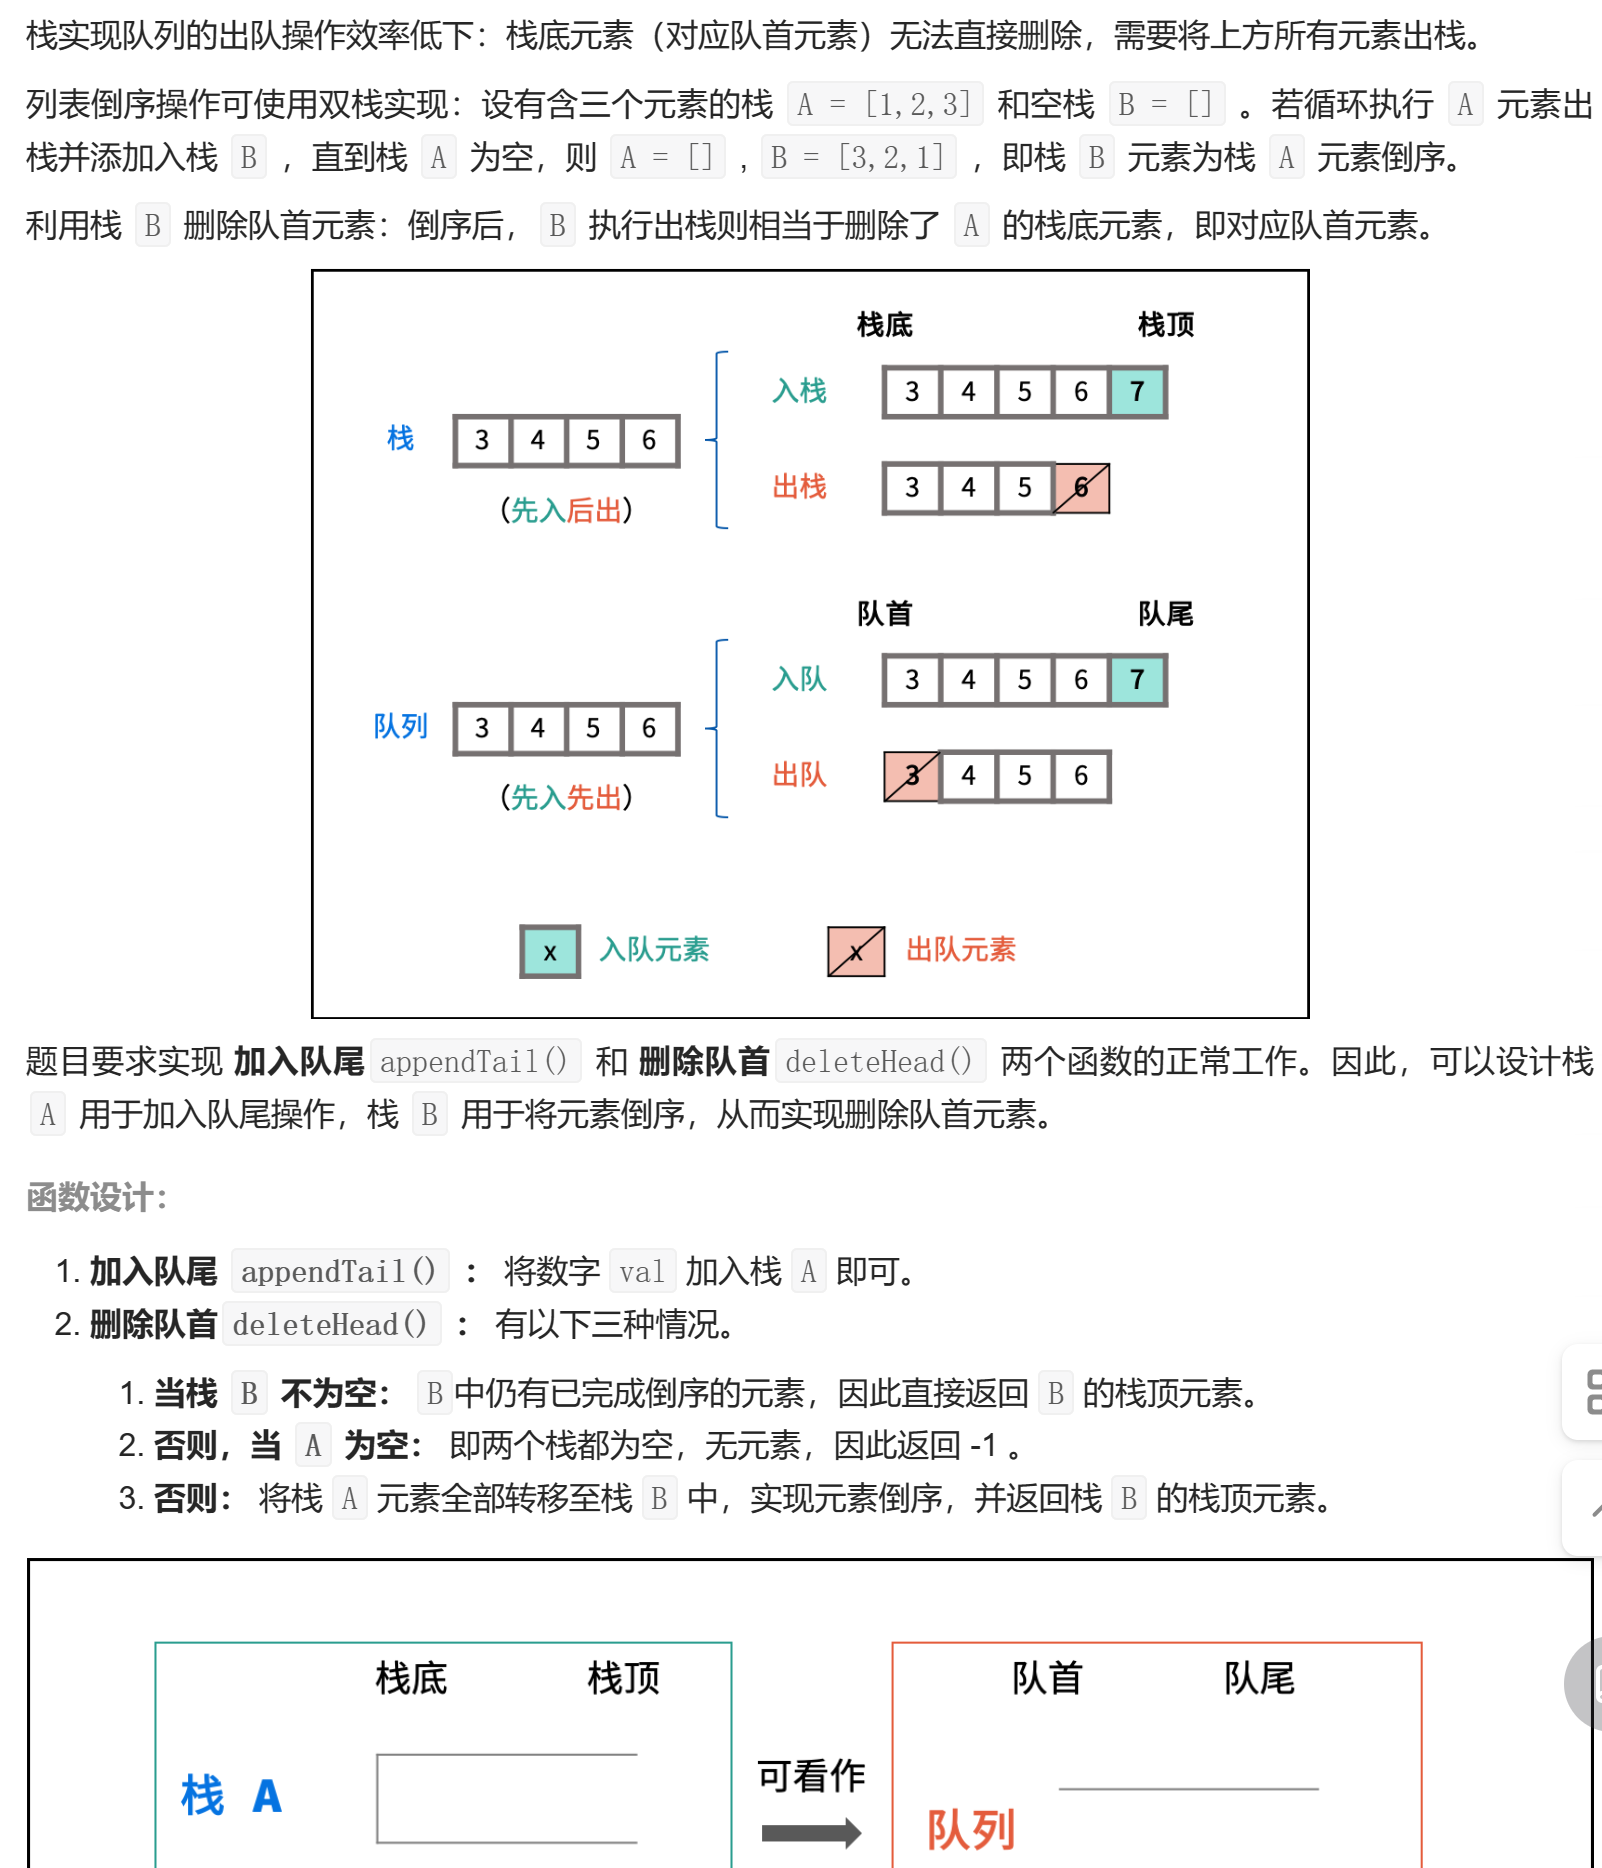 栈实现队列的出队操作效率低下：栈底元素（对应队首元素）无法直接删除，需要将上方所有元素出栈。
列表倒序操作可使用双栈实现：设有含三个元素的栈 A = [1,2,3] 和空栈 B = [] 。若循环执行 A 元素出
栈并添加入栈 B ，直到栈 A 为空，则 A = [] , B = [3,2,1] ，即栈 B 元素为栈 A 元素倒序。
利用栈 B 删除队首元素：倒序后， B 执行出栈则相当于删除了 A 的栈底元素，即对应队首元素。
栈底 栈顶
入栈 3 4 5 6 7
栈 3 4 5 6
出栈 3 4 5 6
（先入后出）
队首 队尾
入队 3 4 5 6 7
队列 3 4 5 6
出队 3 4 5 6
（先入先出）
x 入队元素 x 出队元素
题目要求实现 加入队尾 appendTail() 和 删除队首 deleteHead() 两个函数的正常工作。因此，可以设计栈
A 用于加入队尾操作，栈 B 用于将元素倒序，从而实现删除队首元素。
函数设计：
1. 加入队尾 appendTail() ： 将数字 val 加入栈 A 即可。
2. 删除队首 deleteHead() ： 有以下三种情况。
1. 当栈 B 不为空： B 中仍有已完成倒序的元素，因此直接返回 B 的栈顶元素。
2. 否则，当 A 为空： 即两个栈都为空，无元素，因此返回 -1 。
3. 否则： 将栈 A 元素全部转移至栈 B 中，实现元素倒序，并返回栈 B 的栈顶元素。
栈底 栈顶 队首 队尾
可看作
栈 A
队列